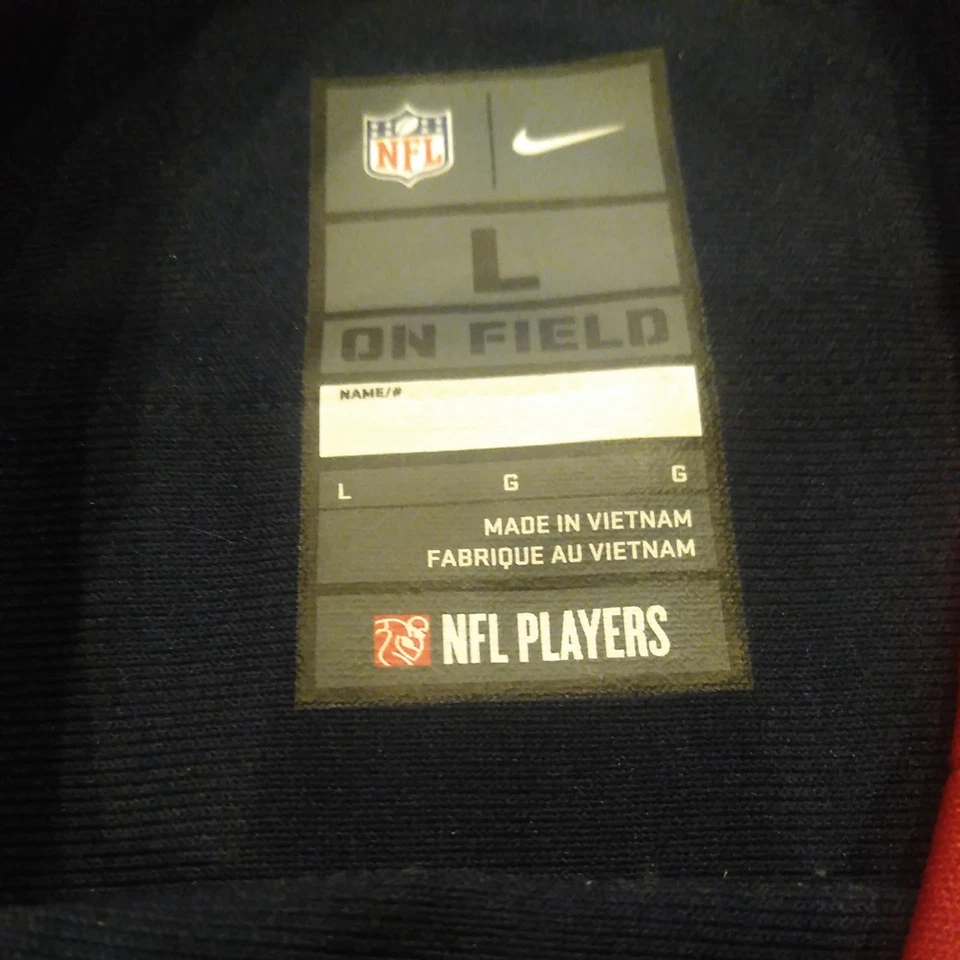 NFL
L
ON FIELD
NAME/#
L G G
MADE IN VIETNAM
FABRIQUE AU VIETNAM
NFL PLAYERS